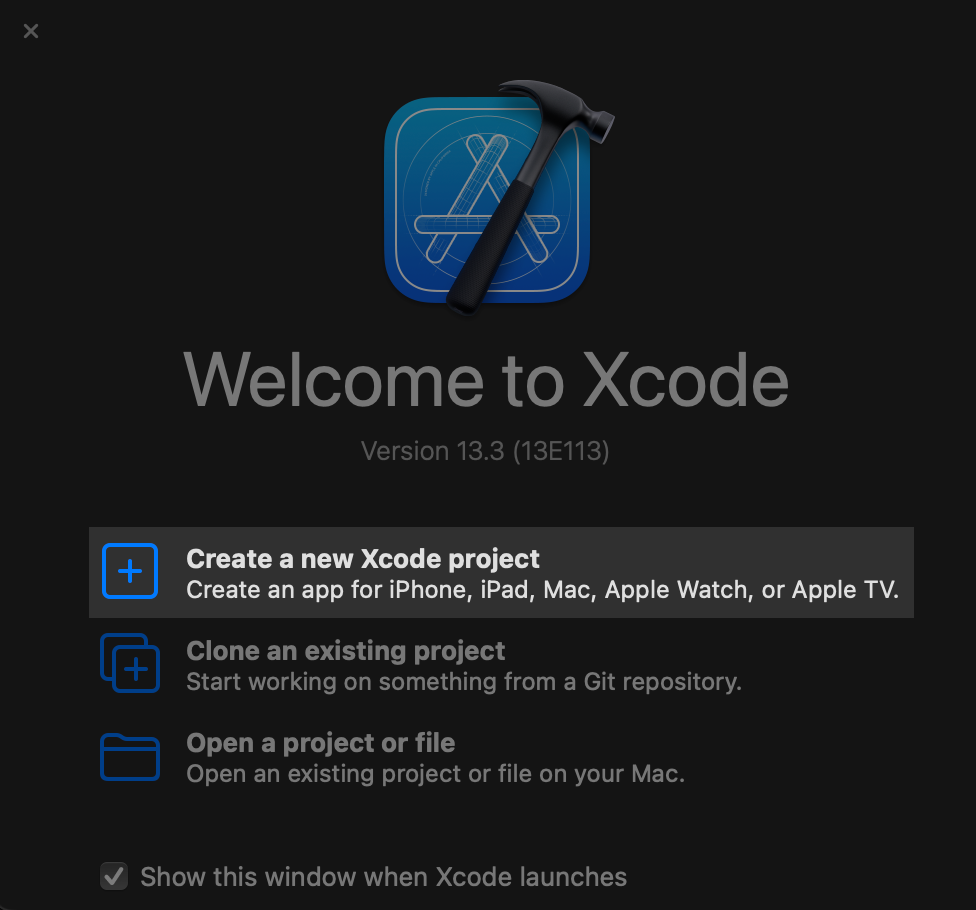 Welcome to Xcode
Version 13.3 (13E113)
Create a new Xcode project
Create an app for iPhone, iPad, Mac, Apple Watch, or Apple TV.
Clone an existing project
Start working on something from a Git repository.
Open a project or file
Open an existing project or file on your Mac.
Show this window when Xcode launches